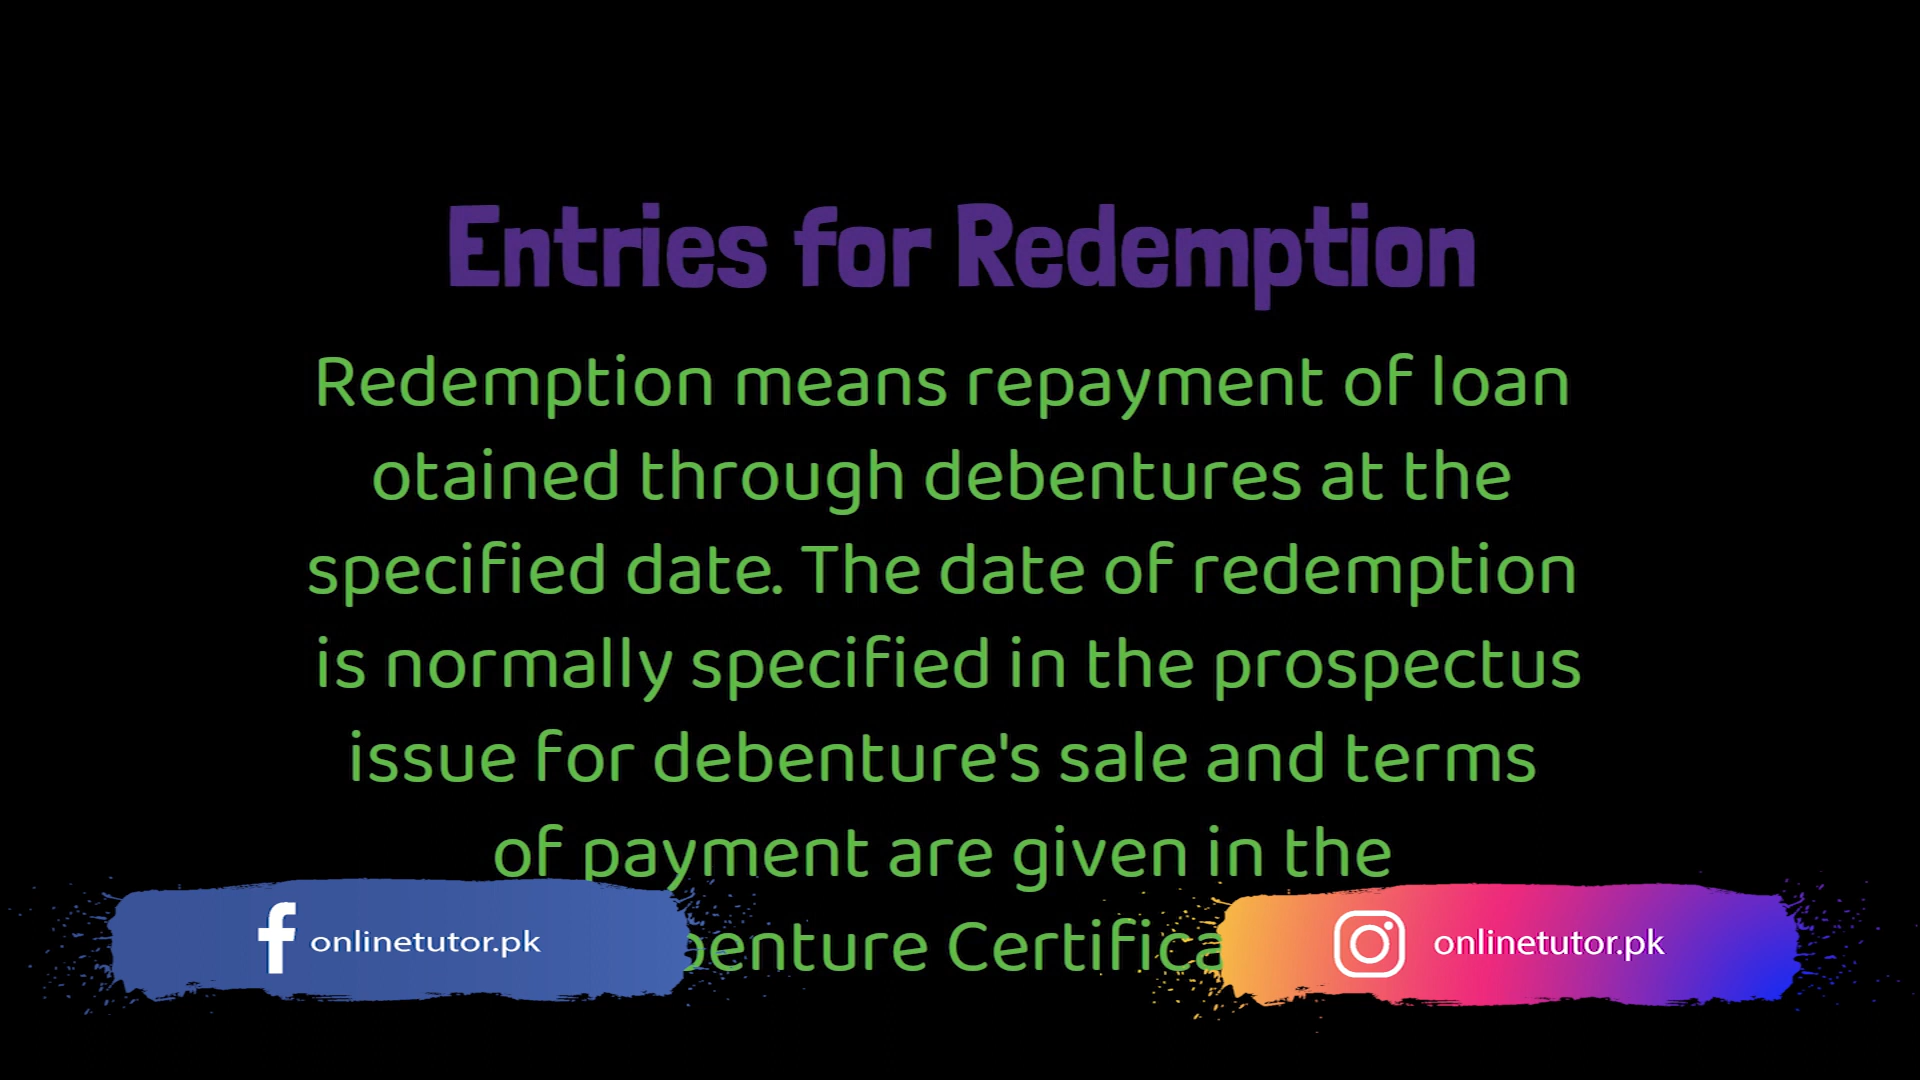 Entries for Redemption
Redemption means repayment of loan
otained through debentures at the
specified date. The date of redemption
is normally specified in the prospectus
issue for debenture's sale and terms
of payment are given in the
onlinetutor.pk
onlinetutor.pk